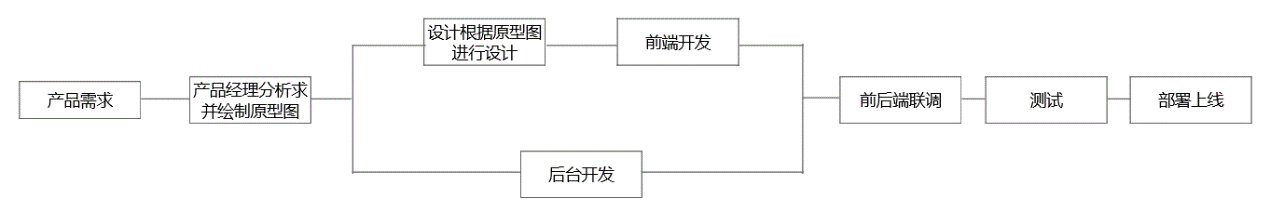 产品需求
产品经理分析求
并绘制原型图
设计根据原型图
进行设计
前端开发
后台开发
前后端联调
测试
部署上线